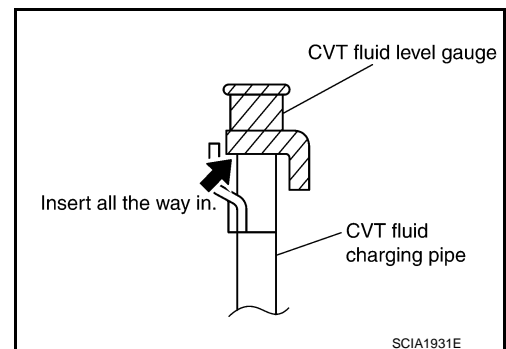 CVT fluid level gauge
Insert all the way in.
CVT fluid
charging pipe
SCIA1931E